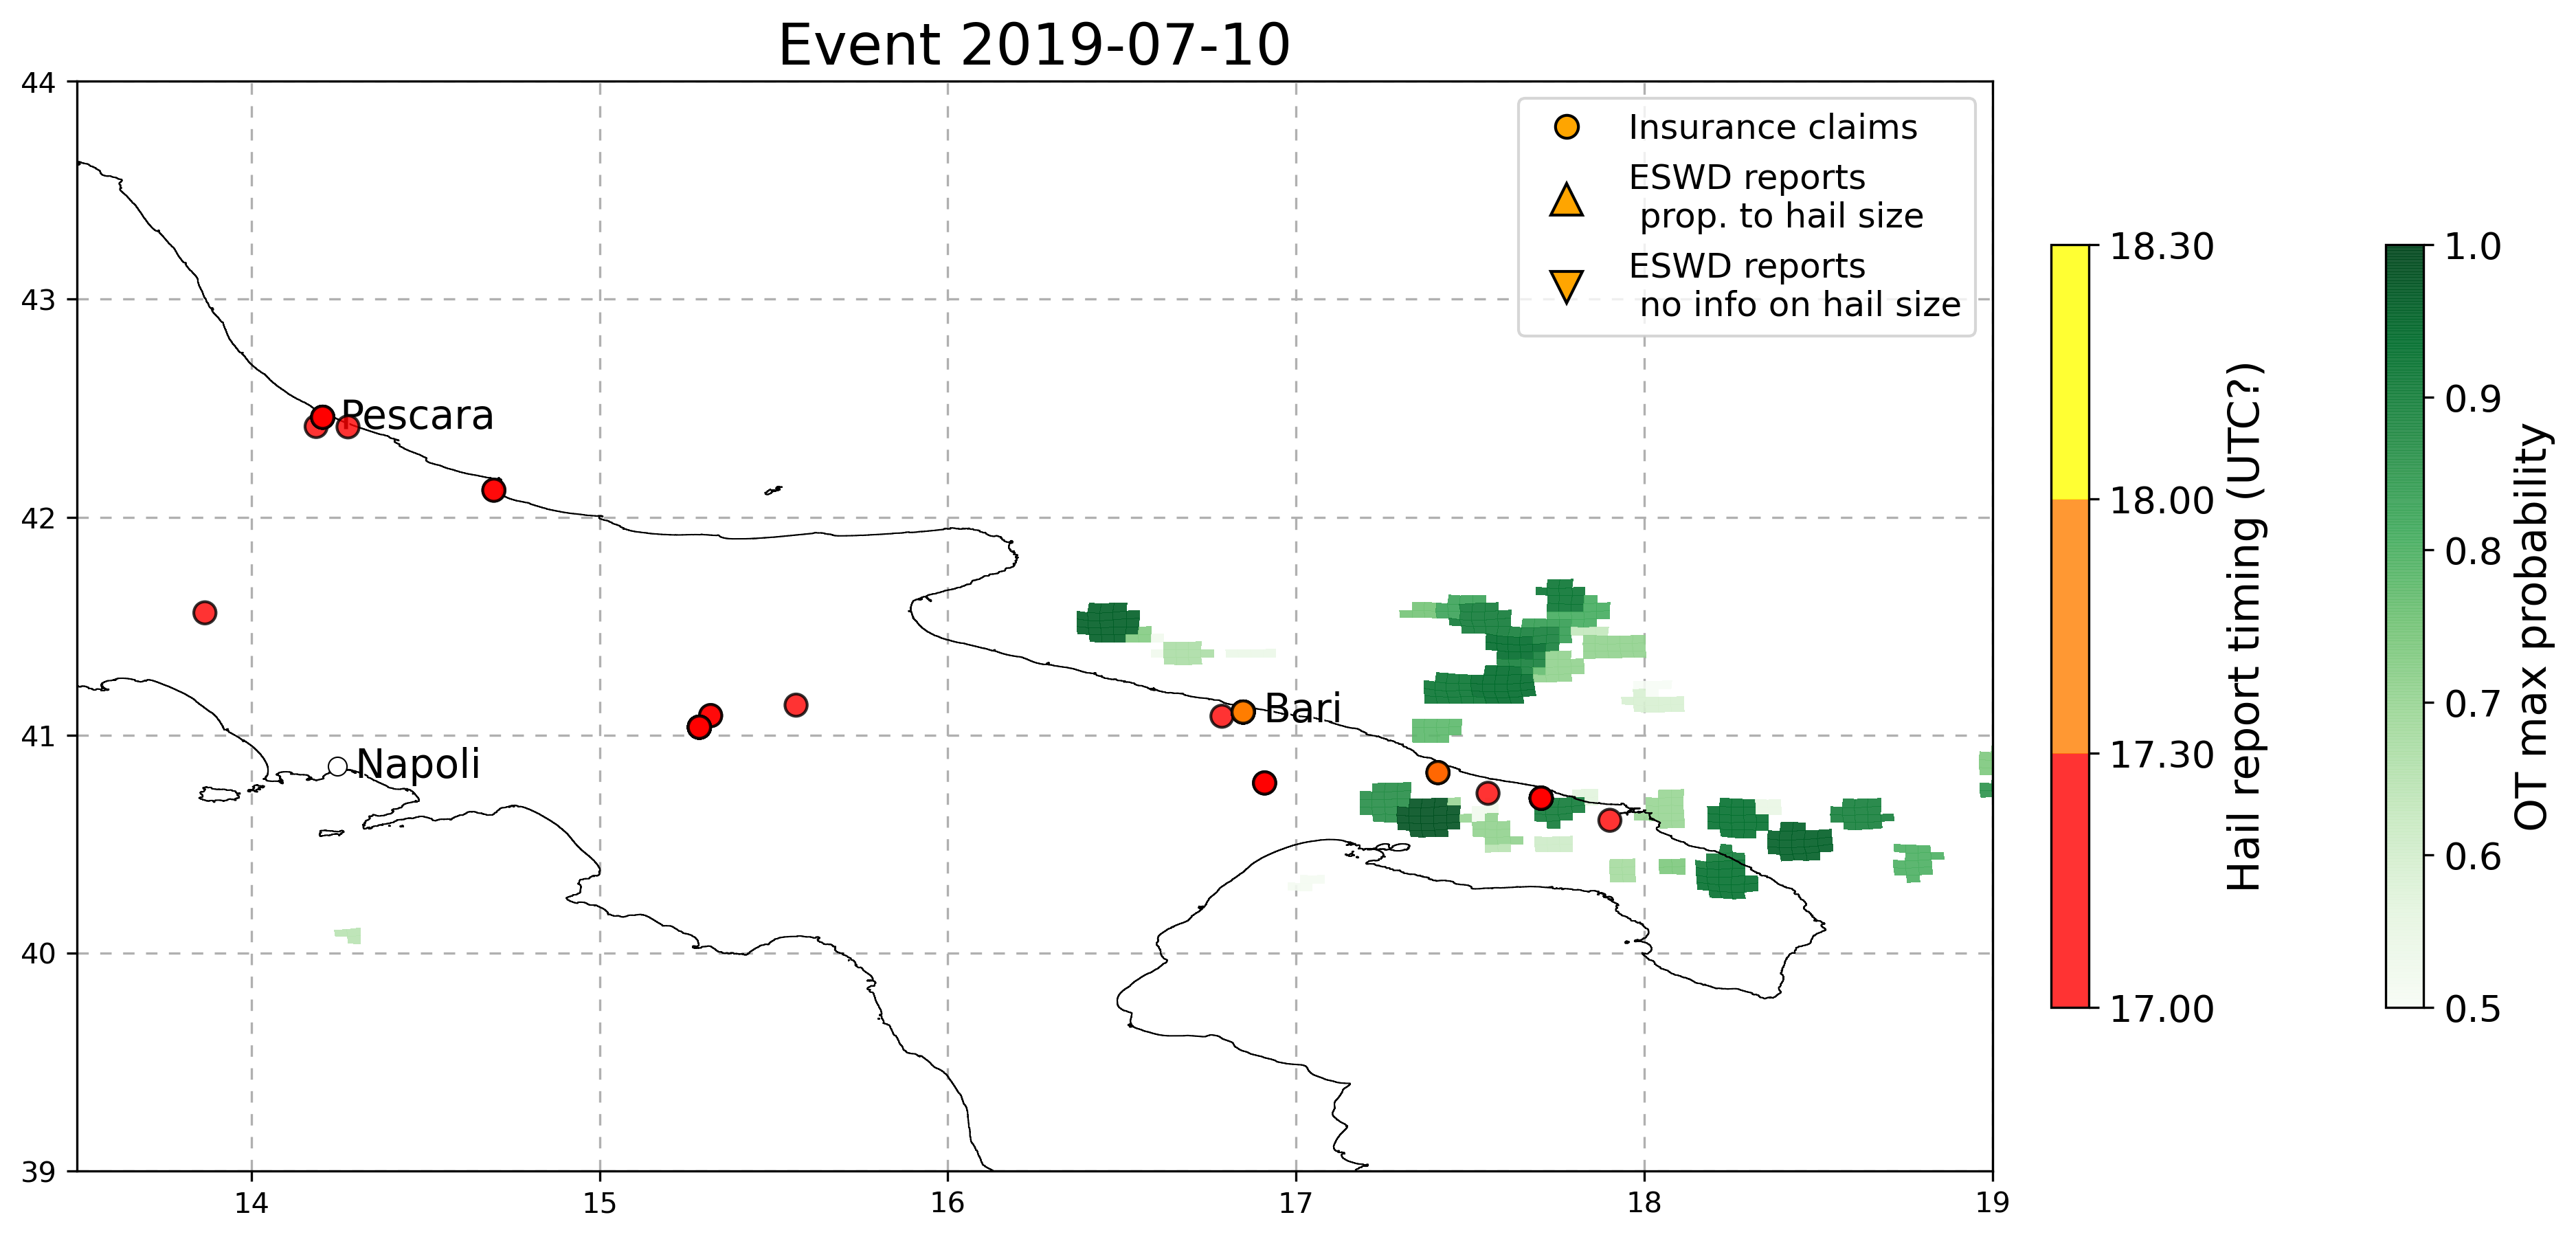 Event 2019-07-10
44
43
42
41
40
39
14
15
16
17
18
19
Insurance claims
ESWD reports
prop. to hail size
ESWD reports
no info on hail size
Pescara
Bari
Napoli
18.30
18.00
17.30
17.00
Hail report timing (UTC?)
1.0
0.9
0.8
0.7
0.6
0.5
OT max probability